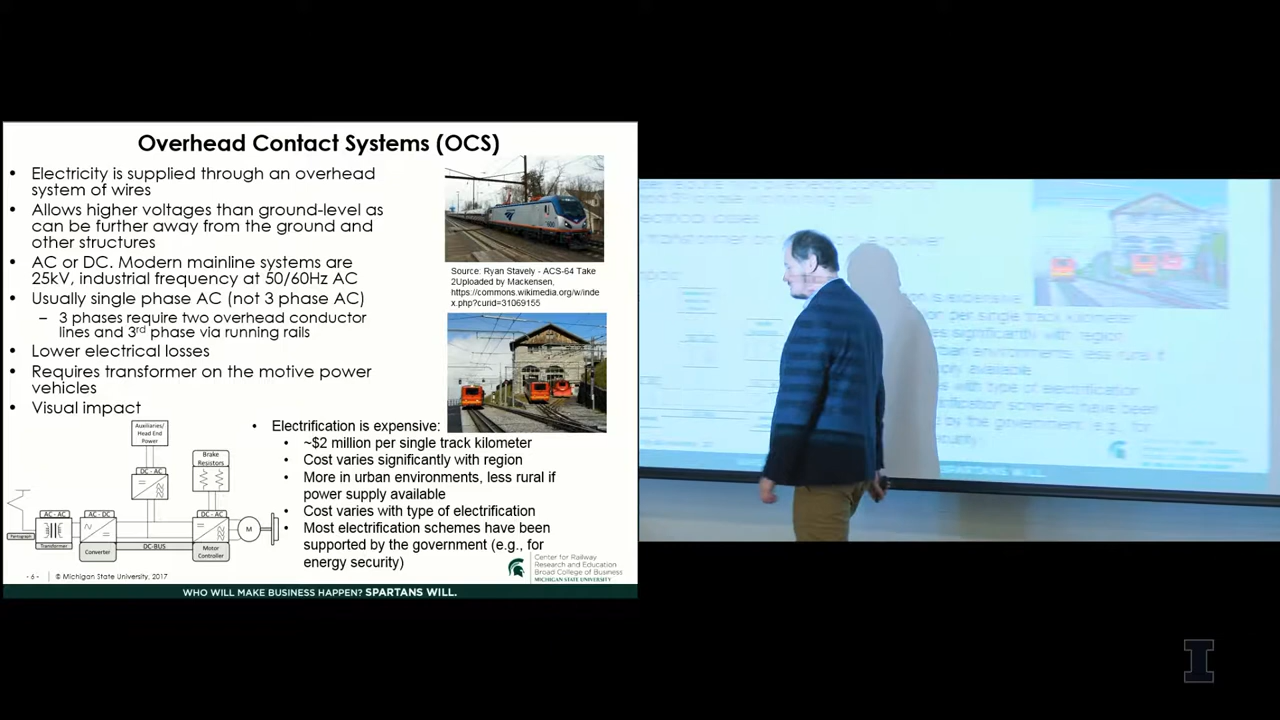 Overhead Contact Systems (OCS)
• Electricity is supplied through an overhead
system of wires
• Allows higher voltages than ground-level as
can be further away from the ground and
other structures
• AC or DC. Modern mainline systems are
25kV, industrial frequency at 50/60Hz AC
• Usually single phase AC (not 3 phase AC)
– 3 phases require two overhead conductor
lines and 3rd phase via running rails
• Lower electrical losses
• Requires transformer on the motive power
vehicles
• Visual impact
Source: Ryan Stavely - ACS-64 Take
2Uploaded by Mackensen,
https://commons.wikimedia.org/w/inde
x.php?curid=31069155
• Electrification is expensive:
• ~$2 million per single track kilometer
• Cost varies significantly with region
• More in urban environments, less rural if
power supply available
• Cost varies with type of electrification
• Most electrification schemes have been
supported by the government (e.g., for
energy security)
Auxiliaries/
Head End
Power
Brake
Resistors
DC - AC
AC - AC
AC - DC
DC - AC
M
Transformer
Converter
DC-BUS
Motor
Controller
- 6 - © Michigan State University, 2017
Center for Railway
Research and Education
Broad College of Business
MICHIGAN STATE UNIVERSITY
WHO WILL MAKE BUSINESS HAPPEN? SPARTANS WILL.
I